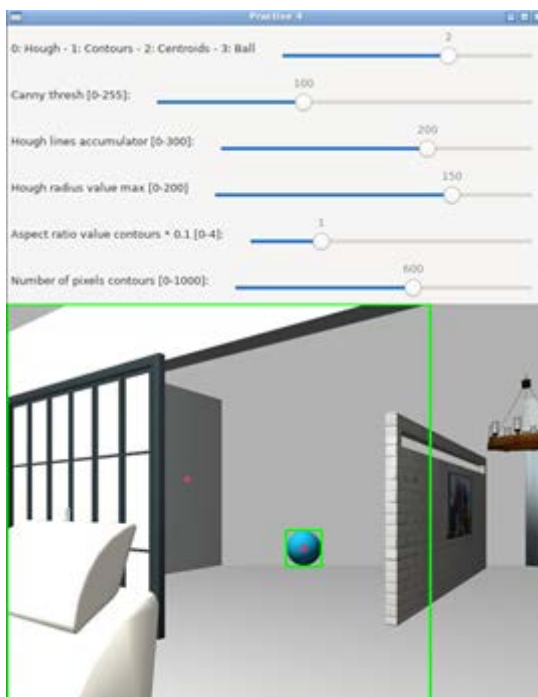 Practise 4
2
0: Hough - 1: Contours - 2: Centroids - 3: Ball
100
Canny thresh [0-255]:
200
Hough lines accumulator [0-300]:
150
Hough radius value max [0-200]
1
Aspect ratio value contours * 0.1 [0-4]:
600
Number of pixels contours [0-1000]: